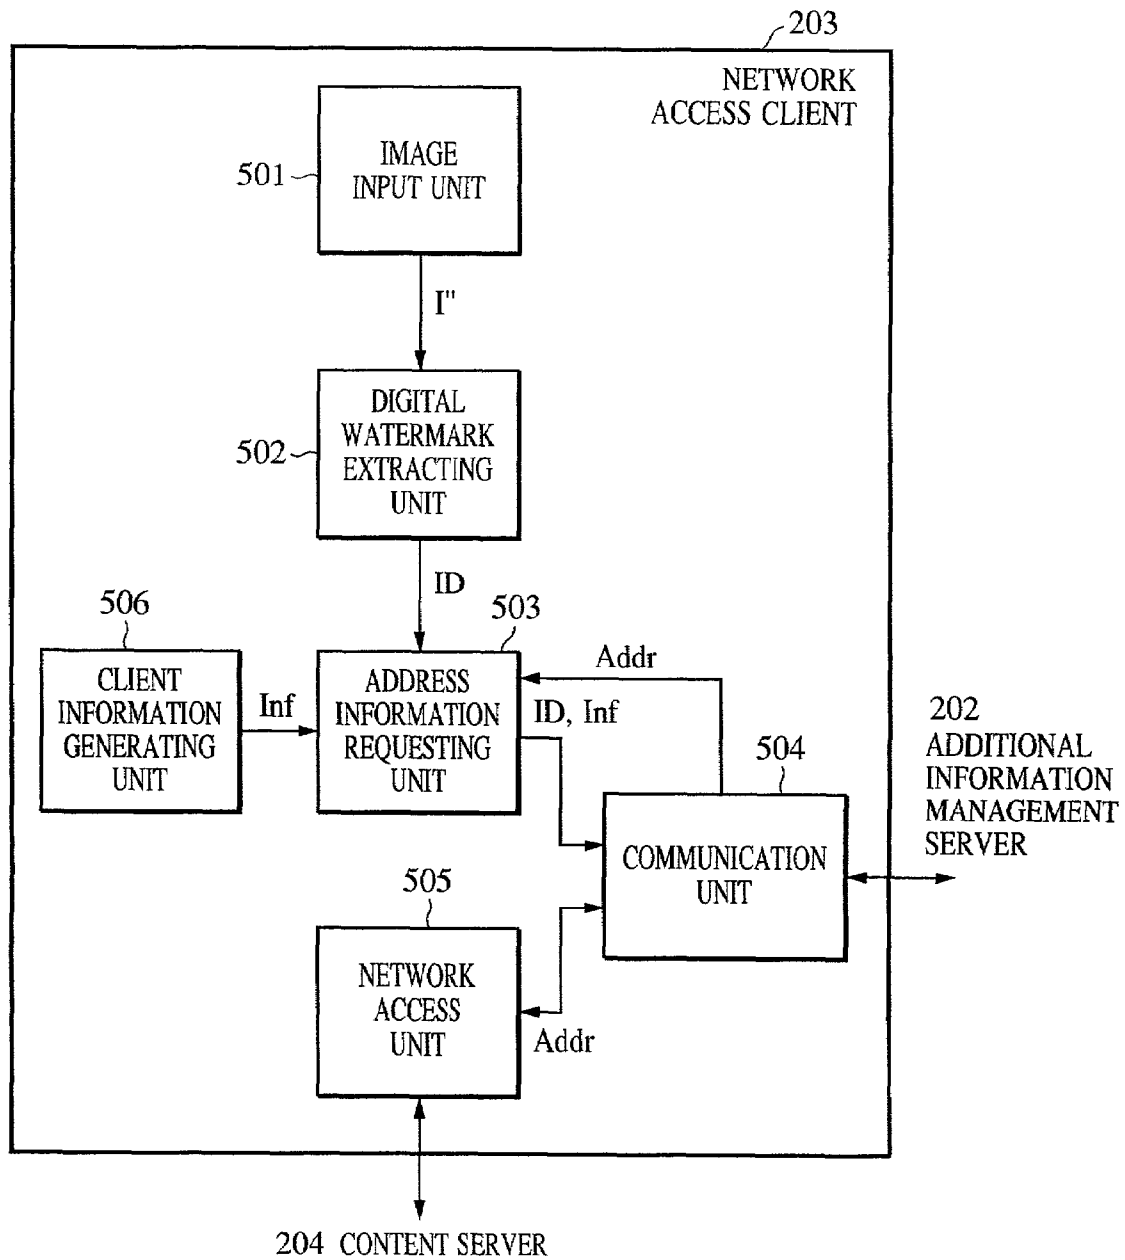 203
NETWORK
ACCESS CLIENT
501
IMAGE
INPUT UNIT
I"
502
DIGITAL
WATERMARK
EXTRACTING
UNIT
ID
506
503
CLIENT
INFORMATION
GENERATING
UNIT
Inf
ADDRESS
INFORMATION
REQUESTING
UNIT
Addr
ID, Inf
504
202
ADDITIONAL
INFORMATION
MANAGEMENT
SERVER
COMMUNICATION
UNIT
505
NETWORK
ACCESS
UNIT
Addr
204 CONTENT SERVER